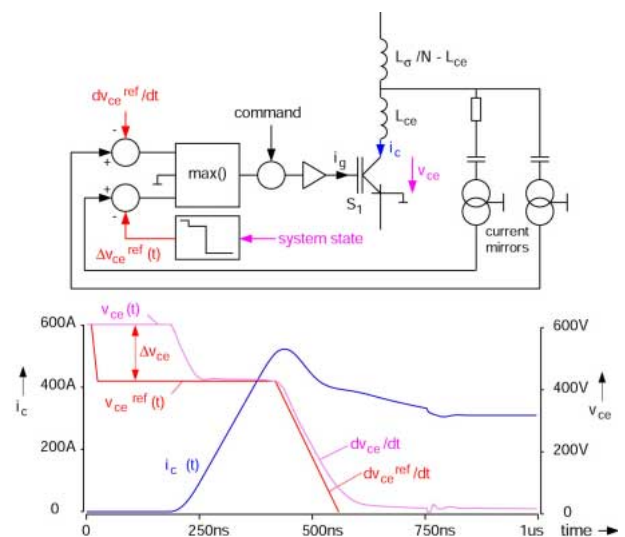 L_σ /N - L_ce
dv_ce^ref/dt
command
L_ce
-
+
i_g
i_c
max()
v_ce
S_1
+
-
current
mirrors
Δv_ce^ref (t)
system state
v_ce (t)
600A
600V
Δv_ce
400A
400V
i_c
v_ce^ref(t)
v_ce
200A
200V
i_c (t)
dv_ce/dt
dv_ce^ref/dt
0
0
0
250ns
500ns
750ns
1us
time